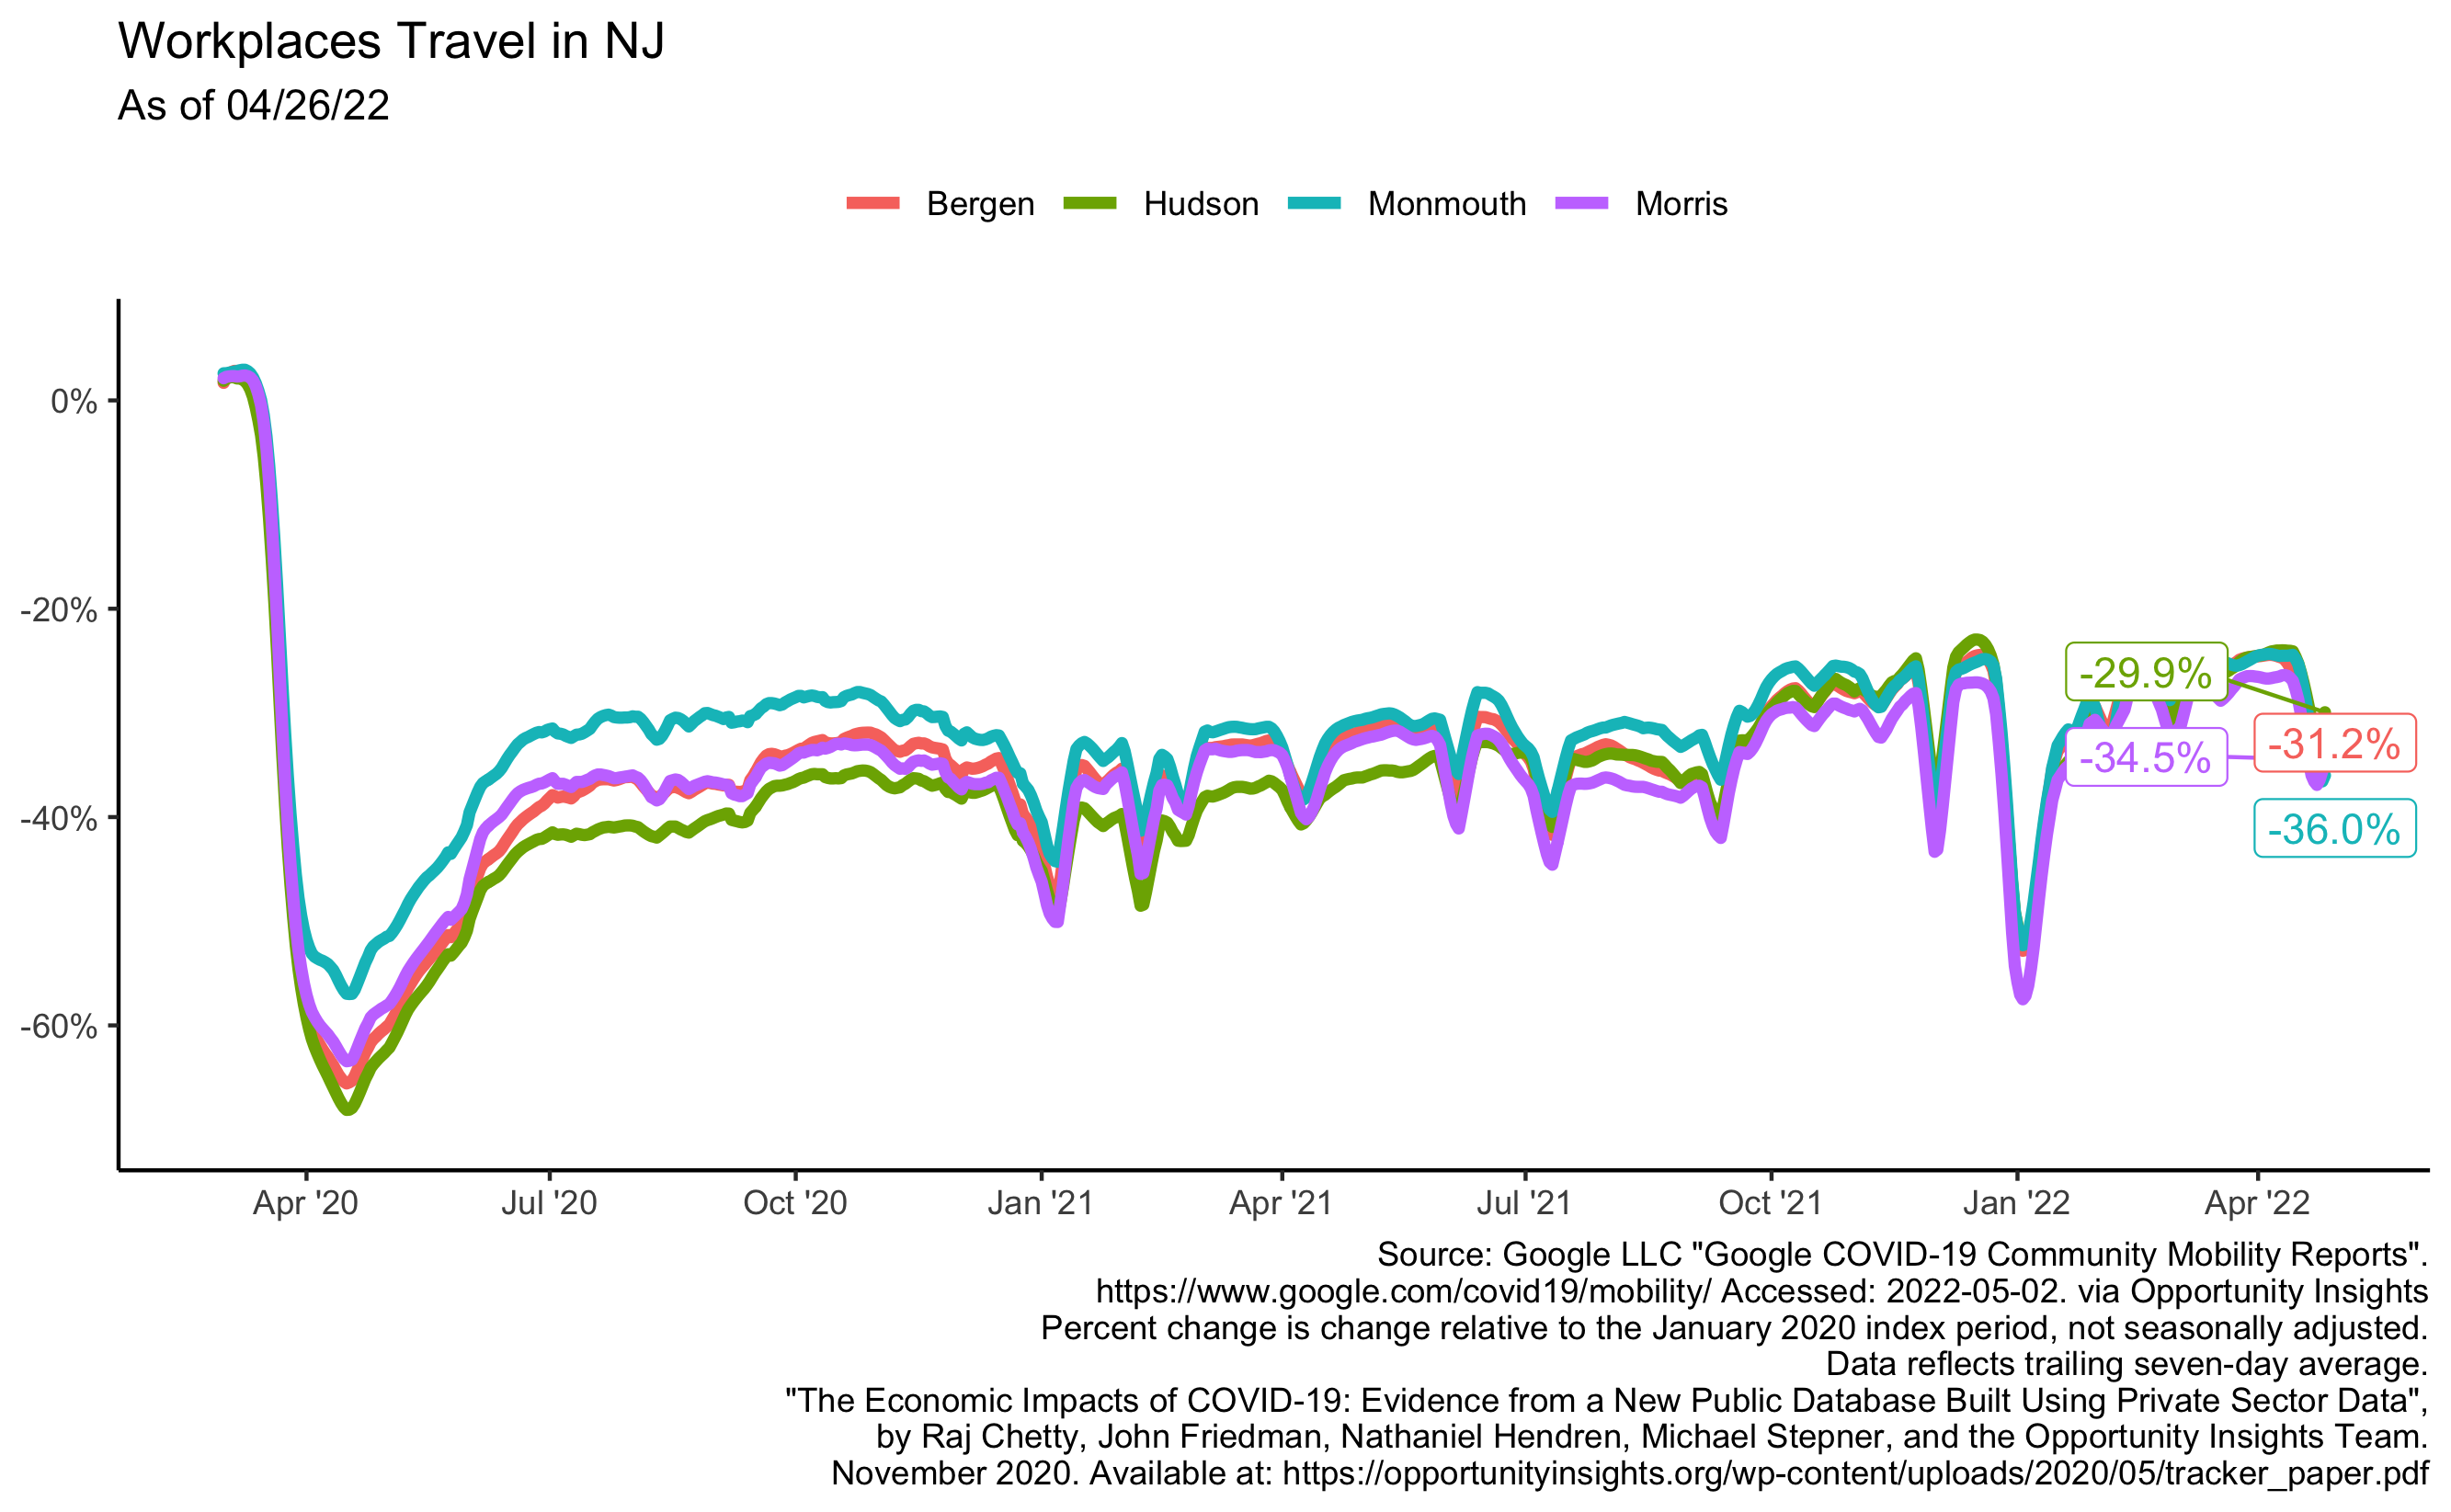 Workplaces Travel in NJ
As of 04/26/22
Bergen Hudson Monmouth Morris
0%
-20%
-40%
-60%
-29.9%
-31.2%
-34.5%
-36.0%
Apr '20 Jul '20 Oct '20 Jan '21 Apr '21 Jul '21 Oct '21 Jan '22 Apr '22
Source: Google LLC "Google COVID-19 Community Mobility Reports".
https://www.google.com/covid19/mobility/ Accessed: 2022-05-02. via Opportunity Insights
Percent change is change relative to the January 2020 index period, not seasonally adjusted.
Data reflects trailing seven-day average.
"The Economic Impacts of COVID-19: Evidence from a New Public Database Built Using Private Sector Data",
by Raj Chetty, John Friedman, Nathaniel Hendren, Michael Stepner, and the Opportunity Insights Team.
November 2020. Available at: https://opportunityinsights.org/wp-content/uploads/2020/05/tracker_paper.pdf